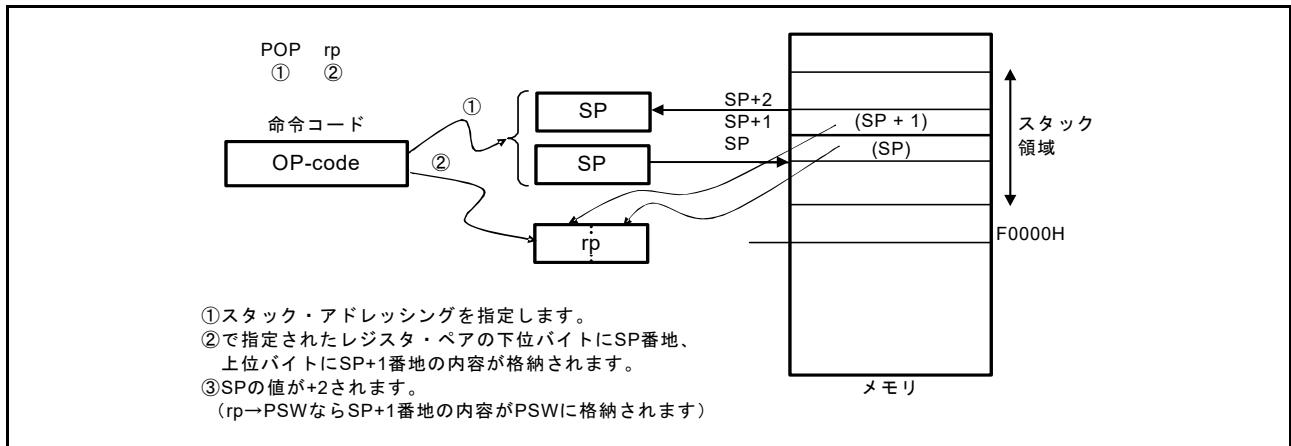 POP rp
① ②
命令コード
OP-code
①
②
SP
SP
rp
SP+2
SP+1
SP
(SP + 1)
(SP)
スタック
領域
F0000H
メモリ
①スタック・アドレッシングを指定します。
②で指定されたレジスタ・ペアの下位バイトにSP番地、
上位バイトにSP+1番地の内容が格納されます。
③SPの値が+2されます。
（rp→PSWならSP+1番地の内容がPSWに格納されます）